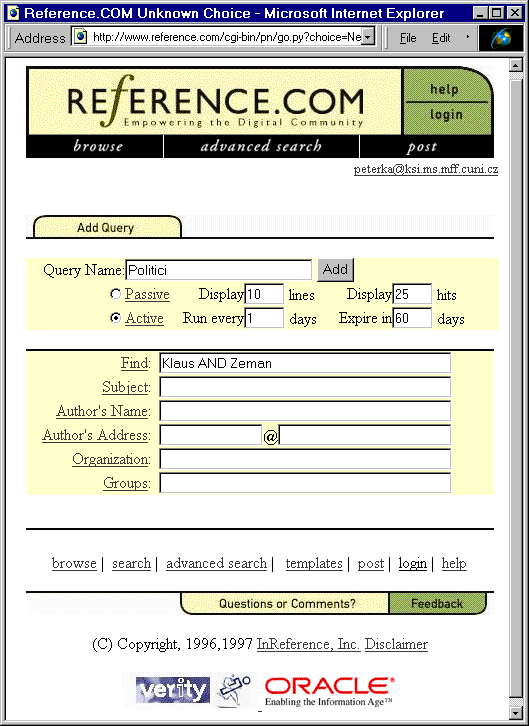 Reference.COM Unknown Choice - Microsoft Internet Explorer
Address http://www.reference.com/cgi-bin/pn/go.py?choice=Ne File Edit
REFERENCE.COM
Empowering the Digital Community
help
login
browse advanced search post
peterka@ksi.ms.mff.cuni.cz
Add Query
Query Name: Politici Add
Passive Display 10 lines Display 25 hits
Active Run every 1 days Expire in 60 days
Find: Klaus AND Zeman
Subject:
Author's Name:
Author's Address: @
Organization:
Groups:
browse | search | advanced search | templates | post | login | help
Questions or Comments? Feedback
(C) Copyright, 1996,1997 InReference, Inc. Disclaimer
verity ORACLE®
Enabling the Information Age™